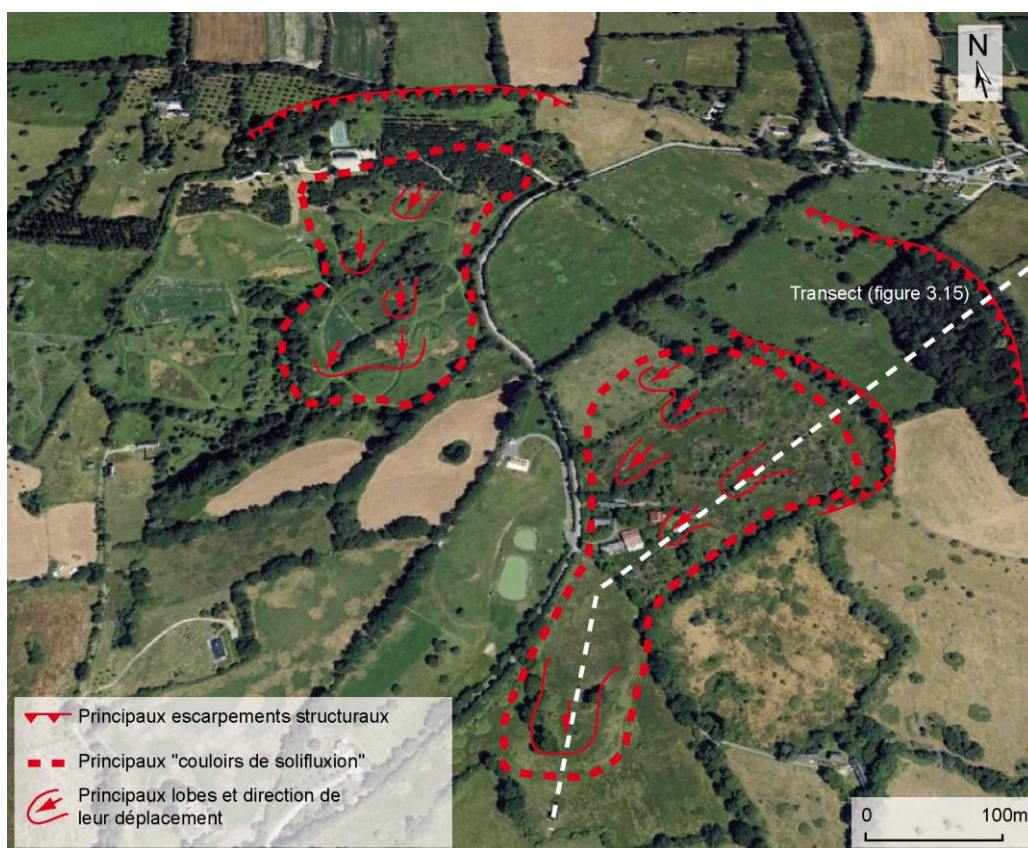 N
Transect (figure 3.15)
Principaux escarpements structuraux
Principaux "couloirs de solifluxion"
Principaux lobes et direction de
leur déplacement
0 100m